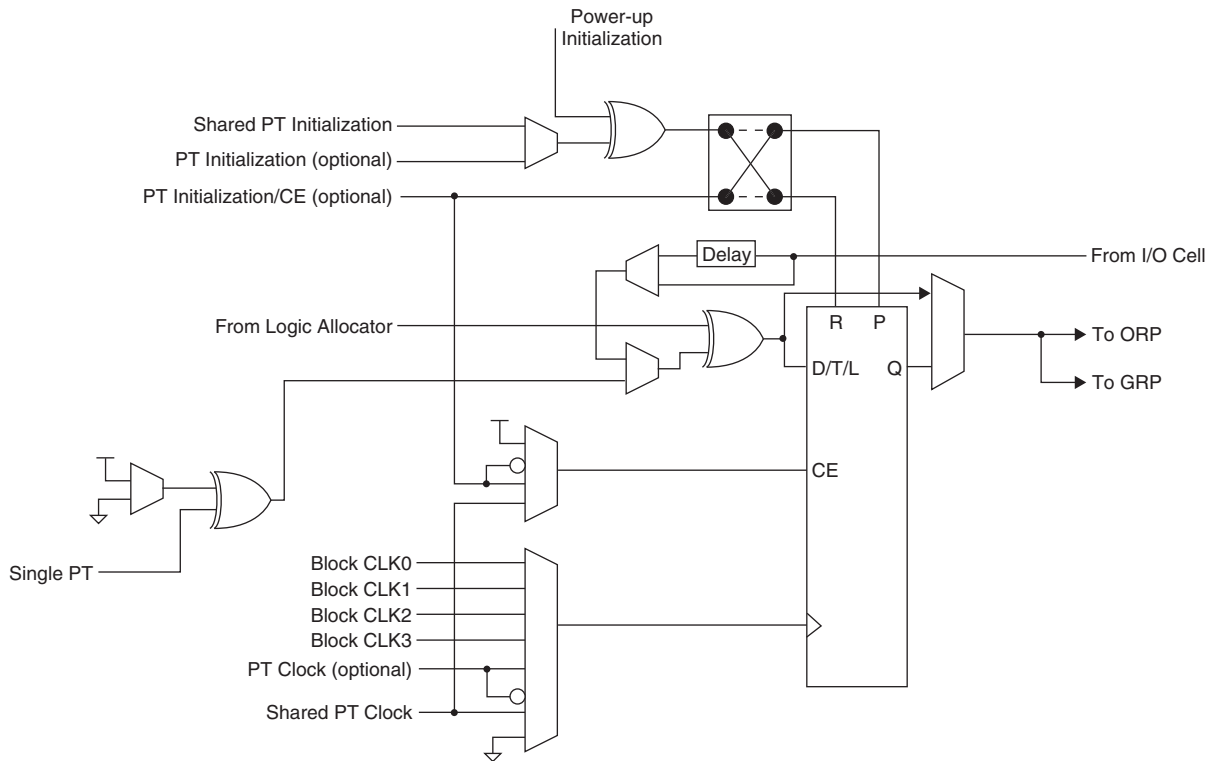 Power-up
Initialization
Shared PT Initialization
PT Initialization (optional)
PT Initialization/CE (optional)
Delay
From I/O Cell
From Logic Allocator
R
P
To ORP
D/T/L
Q
To GRP
CE
Single PT
Block CLK0
Block CLK1
Block CLK2
Block CLK3
PT Clock (optional)
Shared PT Clock